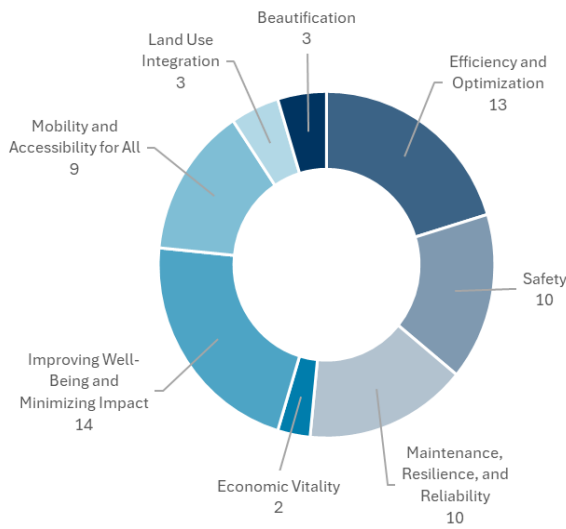 Beautification
3
Efficiency and
Optimization
13
Safety
10
Maintenance,
Resilience, and
Reliability
10
Economic Vitality
2
Improving Well-
Being and
Minimizing Impact
14
Mobility and
Accessibility for All
9
Land Use
Integration
3